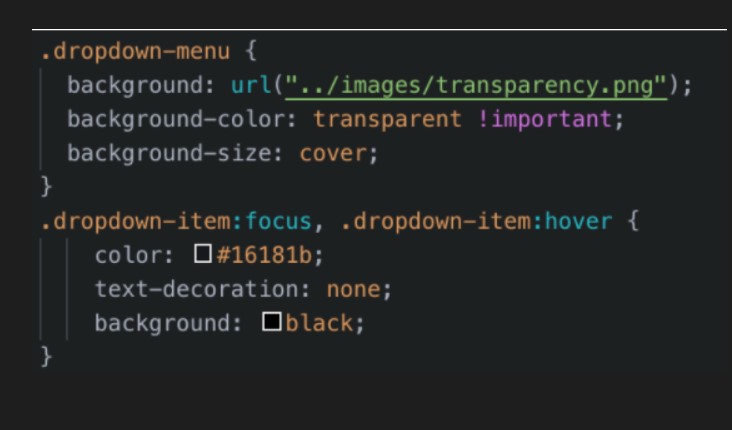 .dropdown-menu {
background: url("../images/transparency.png");
background-color: transparent !important;
background-size: cover;
}
.dropdown-item:focus, .dropdown-item:hover {
color: #16181b;
text-decoration: none;
background: black;
}